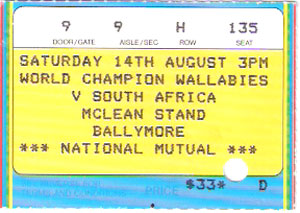 9 9 H 135
DOOR/GATE AISLE/SEC ROW SEAT
SATURDAY 14TH AUGUST 3PM
WORLD CHAMPION WALLABIES
V SOUTH AFRICA
MCLEAN STAND
BALLYMORE
*** NATIONAL MUTUAL ***
PRICE $33* D